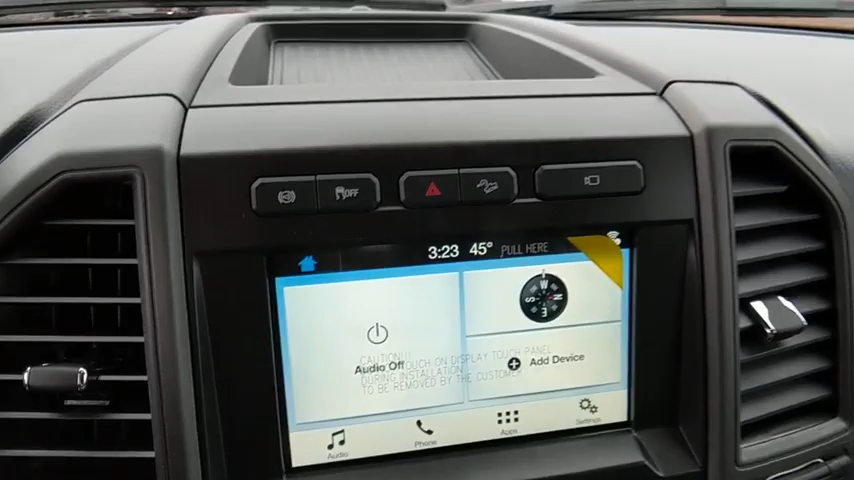 OFF
3:23 45° PULL HERE
W
S N
E
Audio Off
CAUTION!!
TOUCH ON DISPLAY TOUCH PANEL
DURING INSTALLATION
TO BE REMOVED BY THE CUSTOMER
Add Device
Audio Phone Apps Settings